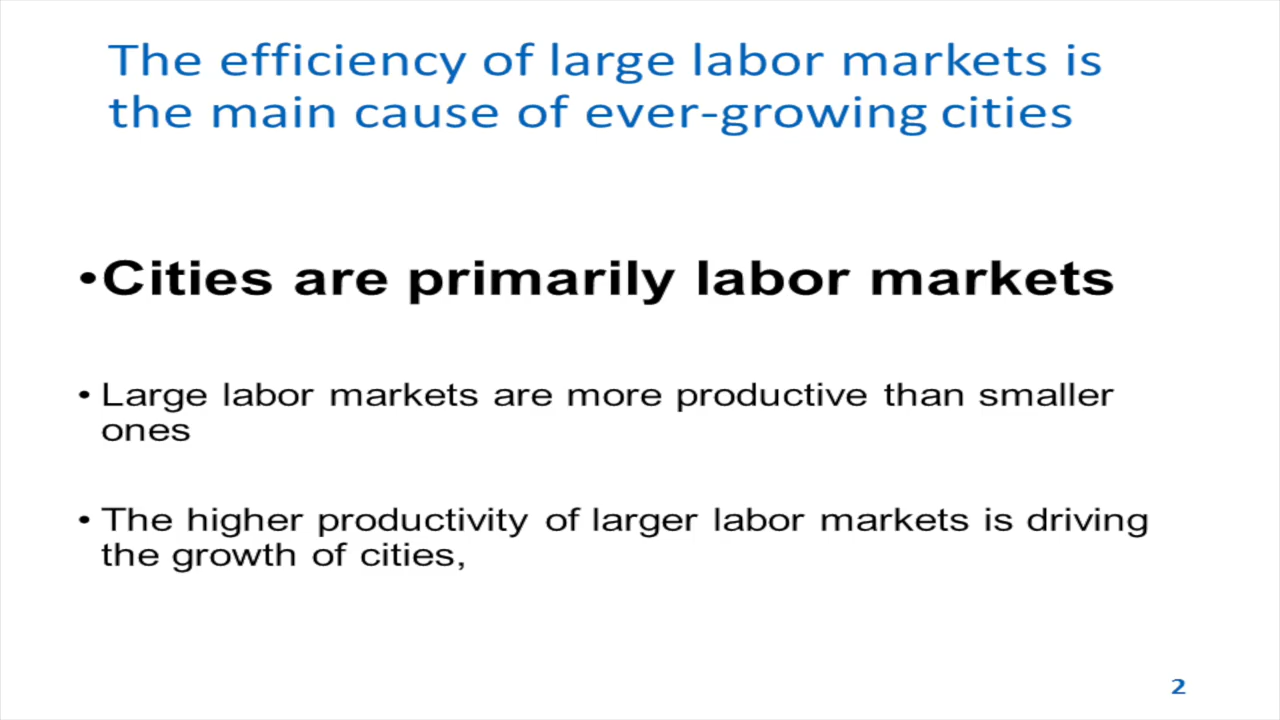 The efficiency of large labor markets is
the main cause of ever-growing cities
•Cities are primarily labor markets
• Large labor markets are more productive than smaller
ones
• The higher productivity of larger labor markets is driving
the growth of cities,
2